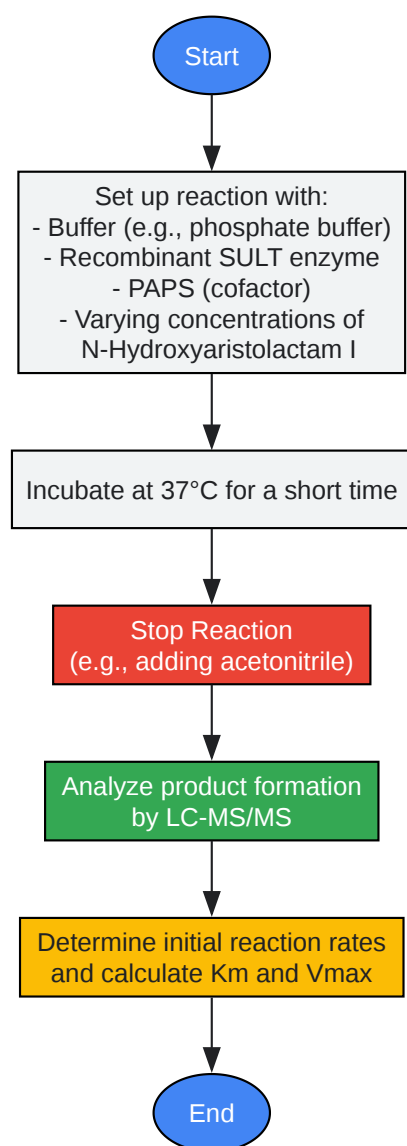 Start
Set up reaction with:
- Buffer (e.g., phosphate buffer)
- Recombinant SULT enzyme
- PAPS (cofactor)
- Varying concentrations of
N-Hydroxyaristolactam I
Incubate at 37°C for a short time
Stop Reaction
(e.g., adding acetonitrile)
Analyze product formation
by LC-MS/MS
Determine initial reaction rates
and calculate Km and Vmax
End